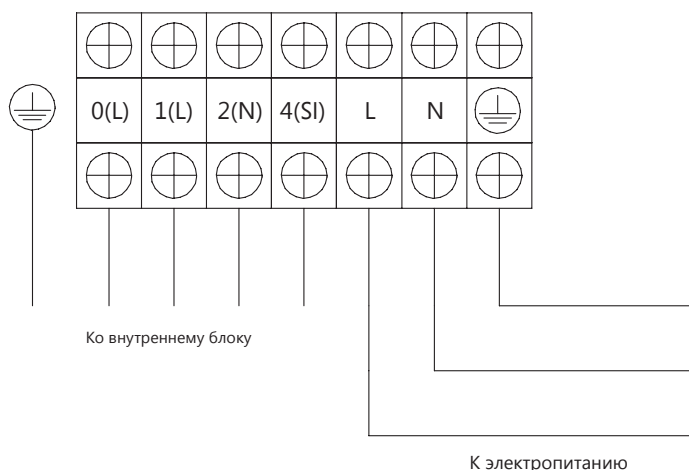 0(L) 1(L) 2(N) 4(SI) L N
Ко внутреннему блоку
К электропитанию